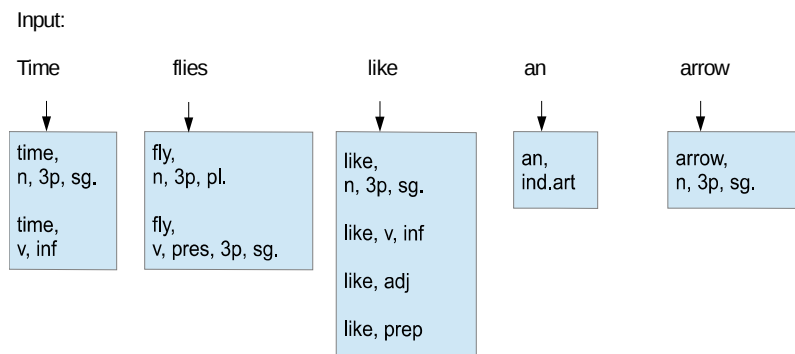 Input:
Time flies like an arrow
time,
n, 3p, sg.
time,
v, inf
fly,
n, 3p, pl.
fly,
v, pres, 3p, sg.
like,
n, 3p, sg.
like, v, inf
like, adj
like, prep
an,
ind.art
arrow,
n, 3p, sg.